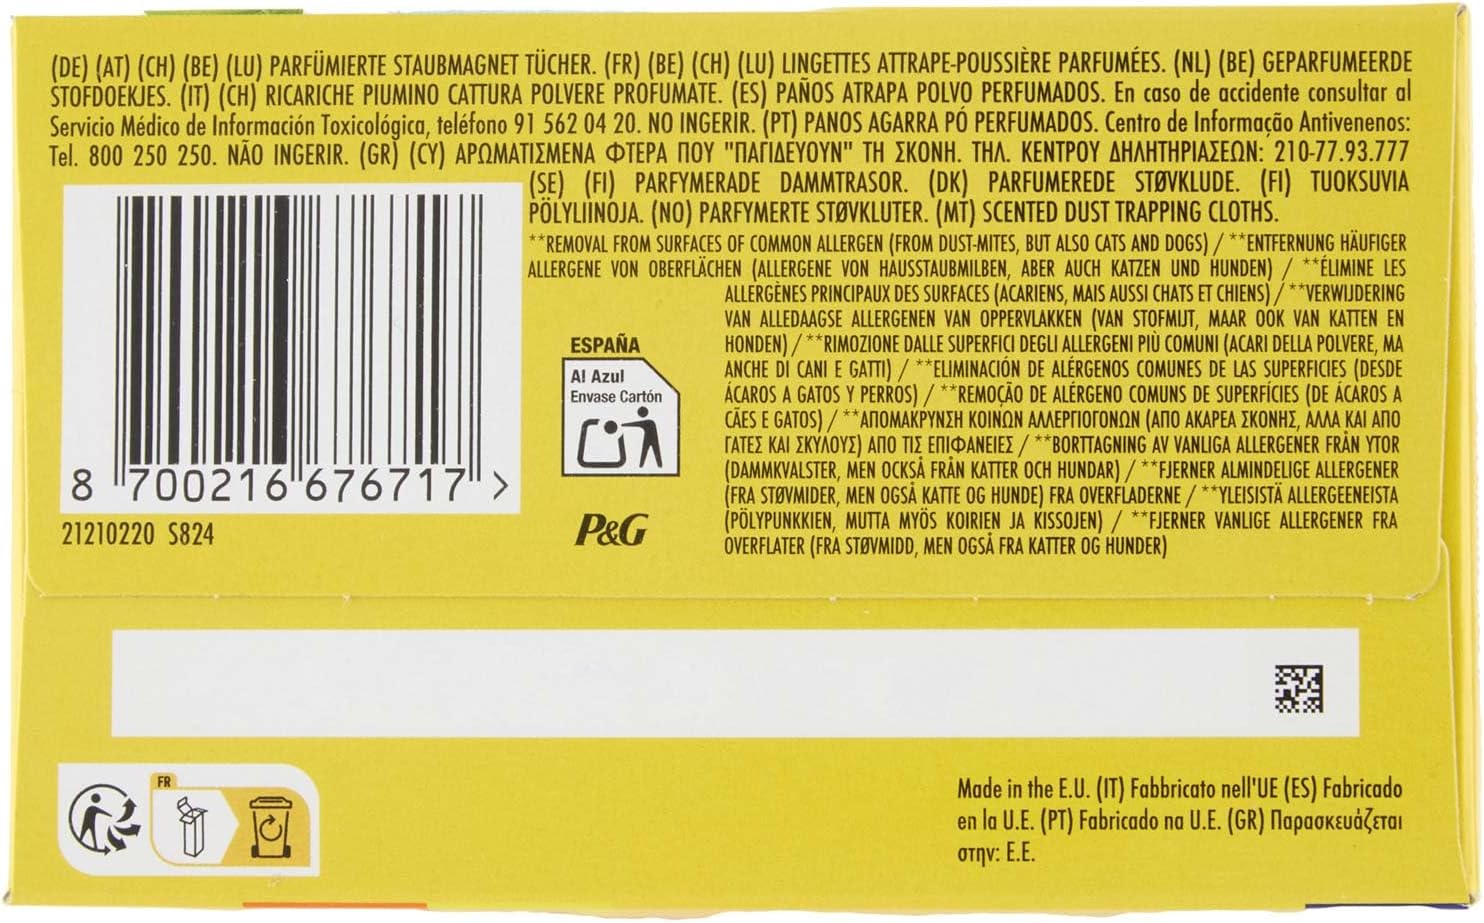 (DE) (AT) (CH) (BE) (LU) PARFÜMIERTE STAUBMAGNET TÜCHER. (FR) (BE) (CH) (LU) LINGETTES ATTRAPE-POUSSIÈRE PARFUMÉES. (NL) (BE) GEPARFUMEERDE
STOFDOEKJES. (IT) (CH) RICARICHE PIUMINO CATTURA POLVERE PROFUMATE. (ES) PAÑOS ATRAPA POLVO PERFUMADOS. En caso de accidente consultar al
Servicio Médico de Información Toxicológica, teléfono 91 562 04 20. NO INGERIR. (PT) PANOS AGARRA PÓ PERFUMADOS. Centro de Informação Antivenenos:
Tel. 800 250 250. NÃO INGERIR. (GR) (CY) ΑΡΩΜΑΤΙΣΜΕΝΑ ΦΤΕΡΑ ΠΟΥ "ΠΑΓΙΔΕΥΟΥΝ" ΤΗ ΣΚΟΝΗ. ΤΗΛ. ΚΕΝΤΡΟΥ ΔΗΛΗΤΗΡΙΑΣΕΩΝ: 210-77.93.777
(SE) (FI) PARFYMERADE DAMMTRASOR. (DK) PARFUMEREDE STØVKLUDE. (FI) TUOKSUVIA
PÖLYLIINOJA. (NO) PARFYMERTE STØVKLUTER. (MT) SCENTED DUST TRAPPING CLOTHS.
**REMOVAL FROM SURFACES OF COMMON ALLERGEN (FROM DUST-MITES, BUT ALSO CATS AND DOGS) / **ENTFERNUNG HÄUFIGER
ALLERGENE VON OBERFLÄCHEN (ALLERGENE VON HAUSSTAUBMILBEN, ABER AUCH KATZEN UND HUNDEN) / **ÉLIMINE LES
ALLERGÈNES PRINCIPAUX DES SURFACES (ACARIENS, MAIS AUSSI CHATS ET CHIENS) / **VERWIJDERING
VAN ALLEDAAGSE ALLERGENEN VAN OPPERVLAKKEN (VAN STOFMIJT, MAAR OOK VAN KATTEN EN
HONDEN) / **RIMOZIONE DALLE SUPERFICI DEGLI ALLERGENI PIÙ COMUNI (ACARI DELLA POLVERE, MA
ANCHE DI CANI E GATTI) / **ELIMINACIÓN DE ALÉRGENOS COMUNES DE LAS SUPERFICIES (DESDE
ÁCAROS A GATOS Y PERROS) / **REMOÇÃO DE ALÉRGENO COMUNS DE SUPERFÍCIES (DE ÁCAROS A
CÃES E GATOS) / **ΑΠΟΜΑΚΡΥΝΣΗ ΚΟΙΝΩΝ ΑΛΛΕΡΓΙΟΓΟΝΩΝ (ΑΠΟ ΑΚΑΡΕΑ ΣΚΟΝΗΣ, ΑΛΛΑ ΚΑΙ ΑΠΟ
ΓΑΤΕΣ ΚΑΙ ΣΚΥΛΟΥΣ) ΑΠΟ ΤΙΣ ΕΠΙΦΑΝΕΙΕΣ / **BORTTAGNING AV VANLIGA ALLERGENER FRÅN YTOR
(DAMMKVALSTER, MEN OCKSÅ FRÅN KATTER OCH HUNDAR) / **FJERNER ALMINDELIGE ALLERGENER
(FRA STØVMIDER, MEN OGSÅ KATTE OG HUNDE) FRA OVERFLADERNE / **YLEISISTÄ ALLERGEENEISTA
(PÖLYPUNKKIEN, MUTTA MYÖS KOIRIEN JA KISSOJEN) / **FJERNER VANLIGE ALLERGENER FRA
OVERFLATER (FRA STØVMIDD, MEN OGSÅ FRA KATTER OG HUNDER)
ESPAÑA
Al Azul
Envase Cartón
P&G
8 700216 676717 >
21210220 S824
FR
Made in the E.U. (IT) Fabbricato nell'UE (ES) Fabricado
en la U.E. (PT) Fabricado na U.E. (GR) Παρασκευάζεται
στην: Ε.Ε.